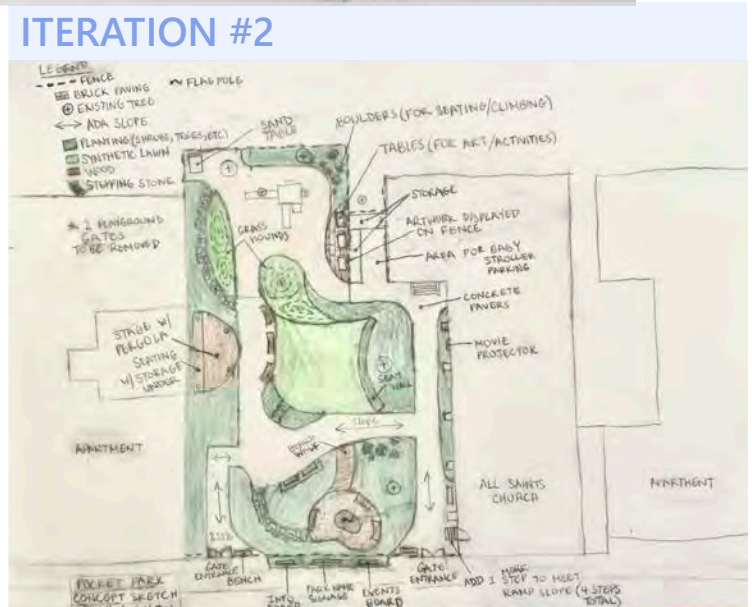 ITERATION #2
LEGEND
FENCE
BRICK PAVING
FLAG POLE
EXISTING TREE
ADA SLOPE
PLANTING (SHRUBS, TREES, ETC)
SYNTHETIC LAWN
WOOD
STEPPING STONE
SAND
TABLE
BOULDERS (FOR SEATING/CLIMBING)
TABLES (FOR ART/ACTIVITIES)
STORAGE
ARTWORK DISPLAYED
ON FENCE
AREA FOR BABY
STROLLER
PARKING
* 2 PLAYGROUND
GATES
TO BE REMOVED
GRASS
MOUNDS
CONCRETE
PAVERS
STAGE W/
PERGOLA
SEATING
W/ STORAGE
UNDER
MOVIE
PROJECTOR
SEAT
WALL
SLOPE
APARTMENT
ALL SAINTS
CHURCH
APARTMENT
GATE
ENTRANCE
BENCH
INFO
PARK NAME
SIGNAGE
EVENTS
BOARD
GATE
ENTRANCE
ADD 1 MORE
STEP TO MEET
RAMP SLOPE (4 STEPS
TOTAL)
POCKET PARK
CONCEPT SKETCH